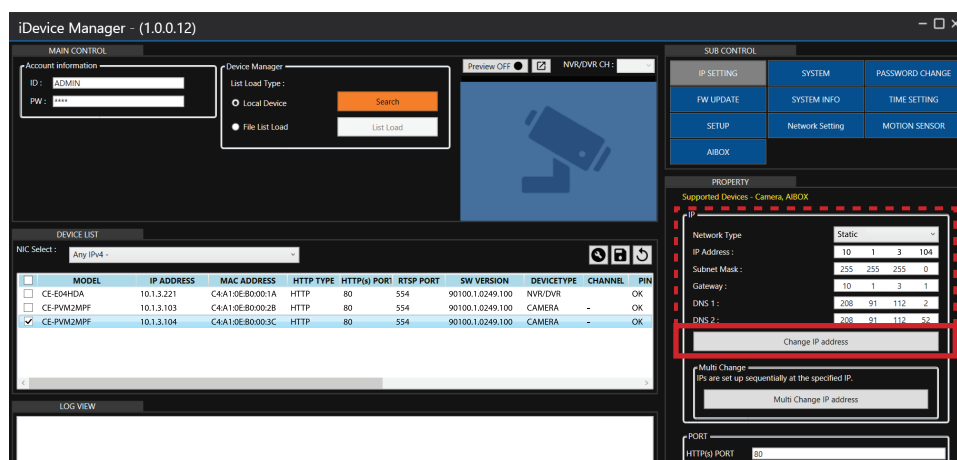 iDevice Manager - (1.0.0.12)
MAIN CONTROL
Account information
ID : ADMIN
PW : ****
Device Manager
List Load Type :
Local Device
Search
File List Load
List Load
Preview OFF
NVR/DVR CH :
DEVICE LIST
NIC Select : Any IPv4 -
MODEL IP ADDRESS MAC ADDRESS HTTP TYPE HTTP(s) PORT RTSP PORT SW VERSION DEVICETYPE CHANNEL PIN
CE-E04HDA 10.1.3.221 C4:A1:0E:B0:00:1A HTTP 80 554 90100.1.0249.100 NVR/DVR OK
CE-PVM2MPF 10.1.3.103 C4:A1:0E:B0:00:2B HTTP 80 554 90100.1.0249.100 CAMERA - OK
CE-PVM2MPF 10.1.3.104 C4:A1:0E:B0:00:3C HTTP 80 554 90100.1.0249.100 CAMERA - OK
LOG VIEW
SUB CONTROL
IP SETTING SYSTEM PASSWORD CHANGE
FW UPDATE SYSTEM INFO TIME SETTING
SETUP Network Setting MOTION SENSOR
AIBOX
PROPERTY
Supported Devices - Camera, AIBOX
IP
Network Type Static
IP Address : 10 1 3 104
Subnet Mask : 255 255 255 0
Gateway : 10 1 3 1
DNS 1 : 208 91 112 2
DNS 2 : 208 91 112 52
Change IP address
Multi Change
IPs are set up sequentially at the specified IP.
Multi Change IP address
PORT
HTTP(s) PORT 80